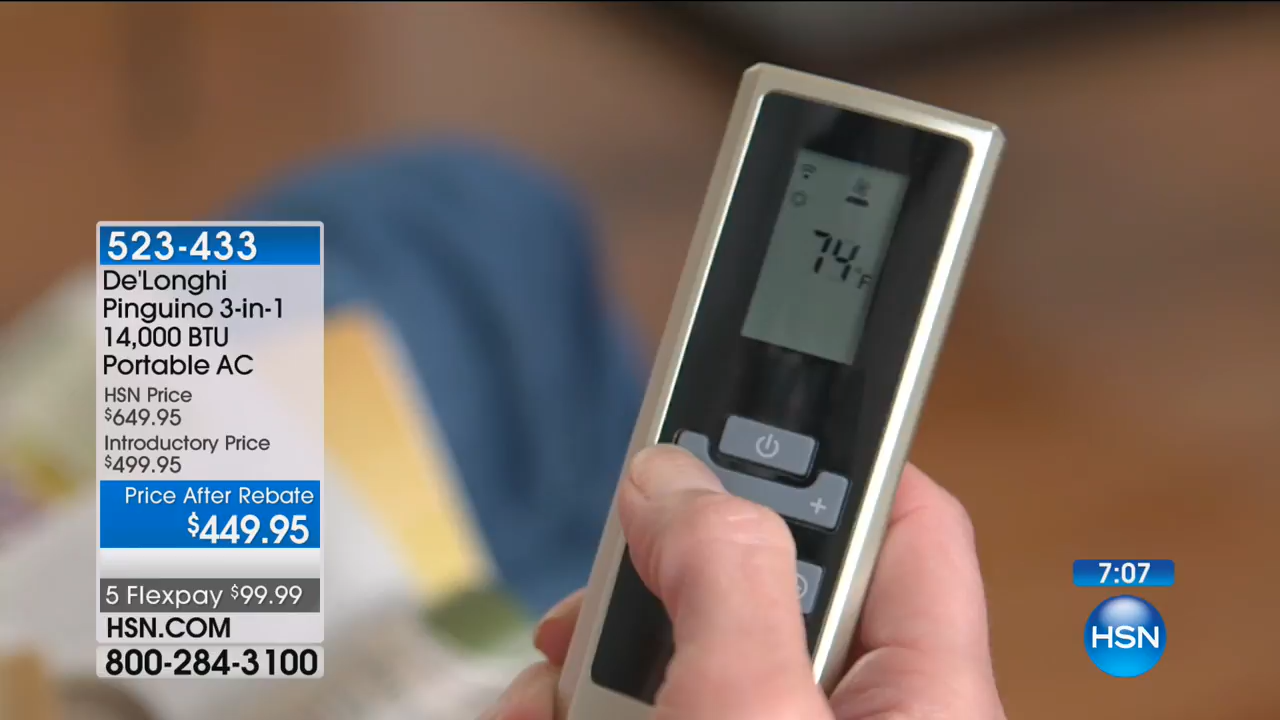 523-433
De'Longhi
Pinguino 3-in-1
14,000 BTU
Portable AC
HSN Price
$649.95
Introductory Price
$499.95
Price After Rebate
$449.95
5 Flexpay $99.99
HSN.COM
800-284-3100
74°F
+
7:07
HSN